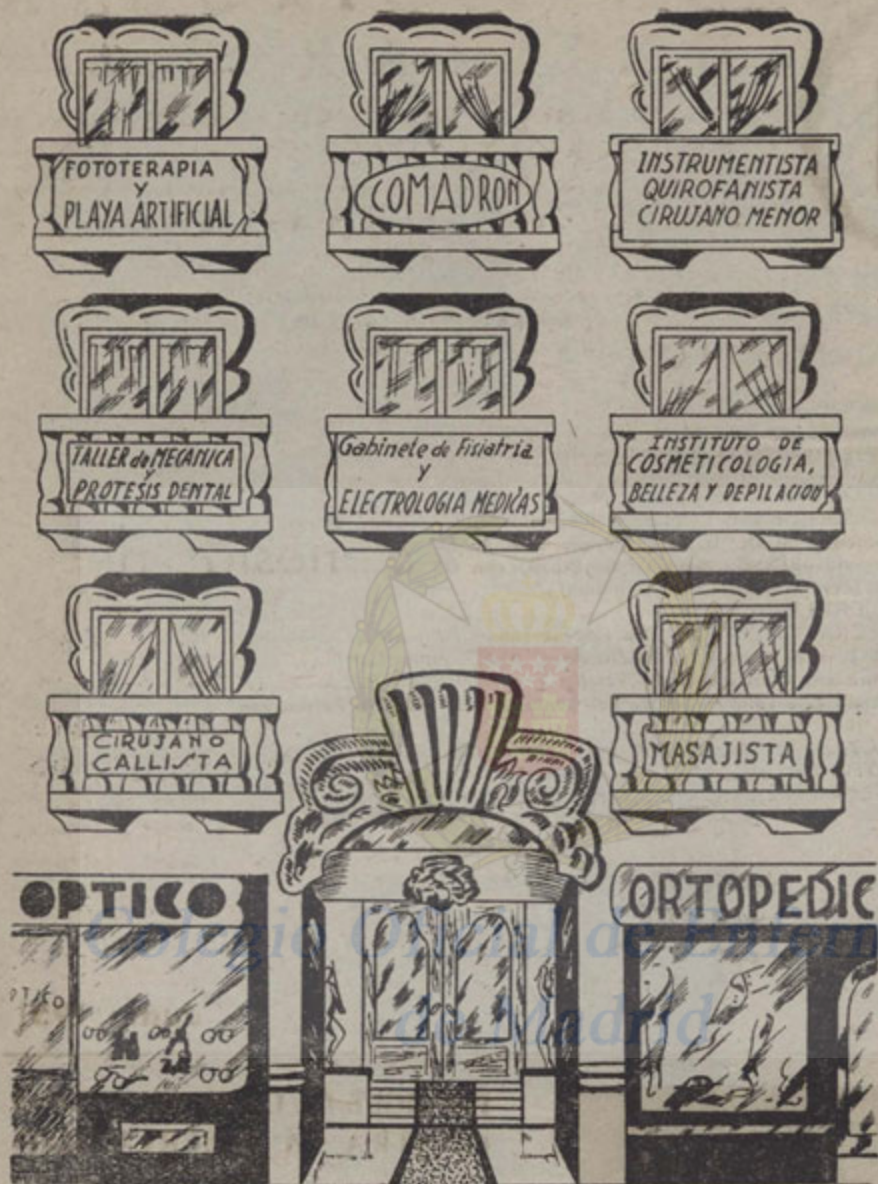 FOTOTERAPIA
Y
PLAYA ARTIFICIAL
COMADRON
INSTRUMENTISTA
QUIROFANISTA
CIRUJANO MENOR
TALLER de MECANICA
Y
PROTESIS DENTAL
Gabinete de Fisiatria
Y
ELECTROLOGIA MEDICAS
INSTITUTO DE
COSMETICOLOGIA,
BELLEZA Y DEPILACION
CIRUJANO
CALLISTA
MASAJISTA
OPTICO
ORTOPEDIC
Colegio Oficial de Enferm
de Madrid